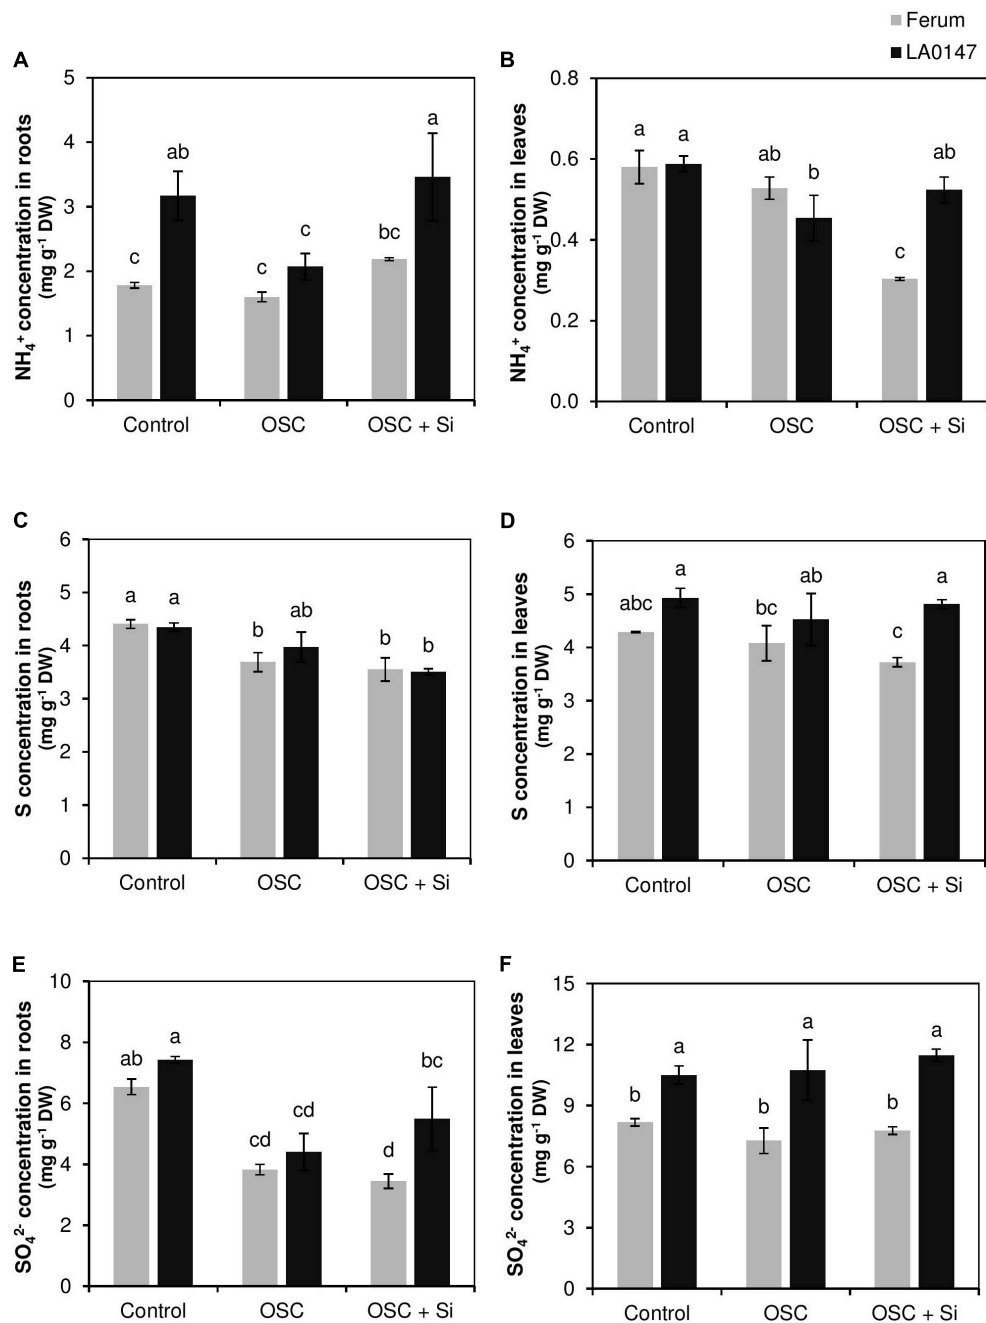 Ferum
LA0147
A
NH₄⁺ concentration in roots
(mg g⁻¹ DW)
5
4
3
2
1
0
c
ab
c
c
bc
a
Control
OSC
OSC + Si
B
NH₄⁺ concentration in leaves
(mg g⁻¹ DW)
0.8
0.6
0.4
0.2
0.0
a
a
ab
b
c
ab
Control
OSC
OSC + Si
C
S concentration in roots
(mg g⁻¹ DW)
6
5
4
3
2
1
0
a
a
b
ab
b
b
Control
OSC
OSC + Si
D
S concentration in leaves
(mg g⁻¹ DW)
6
5
4
3
2
1
0
abc
a
bc
ab
c
a
Control
OSC
OSC + Si
E
SO₄²⁻ concentration in roots
(mg g⁻¹ DW)
10
8
6
4
2
0
ab
a
cd
cd
d
bc
Control
OSC
OSC + Si
F
SO₄²⁻ concentration in leaves
(mg g⁻¹ DW)
15
12
9
6
3
0
b
a
b
a
b
a
Control
OSC
OSC + Si